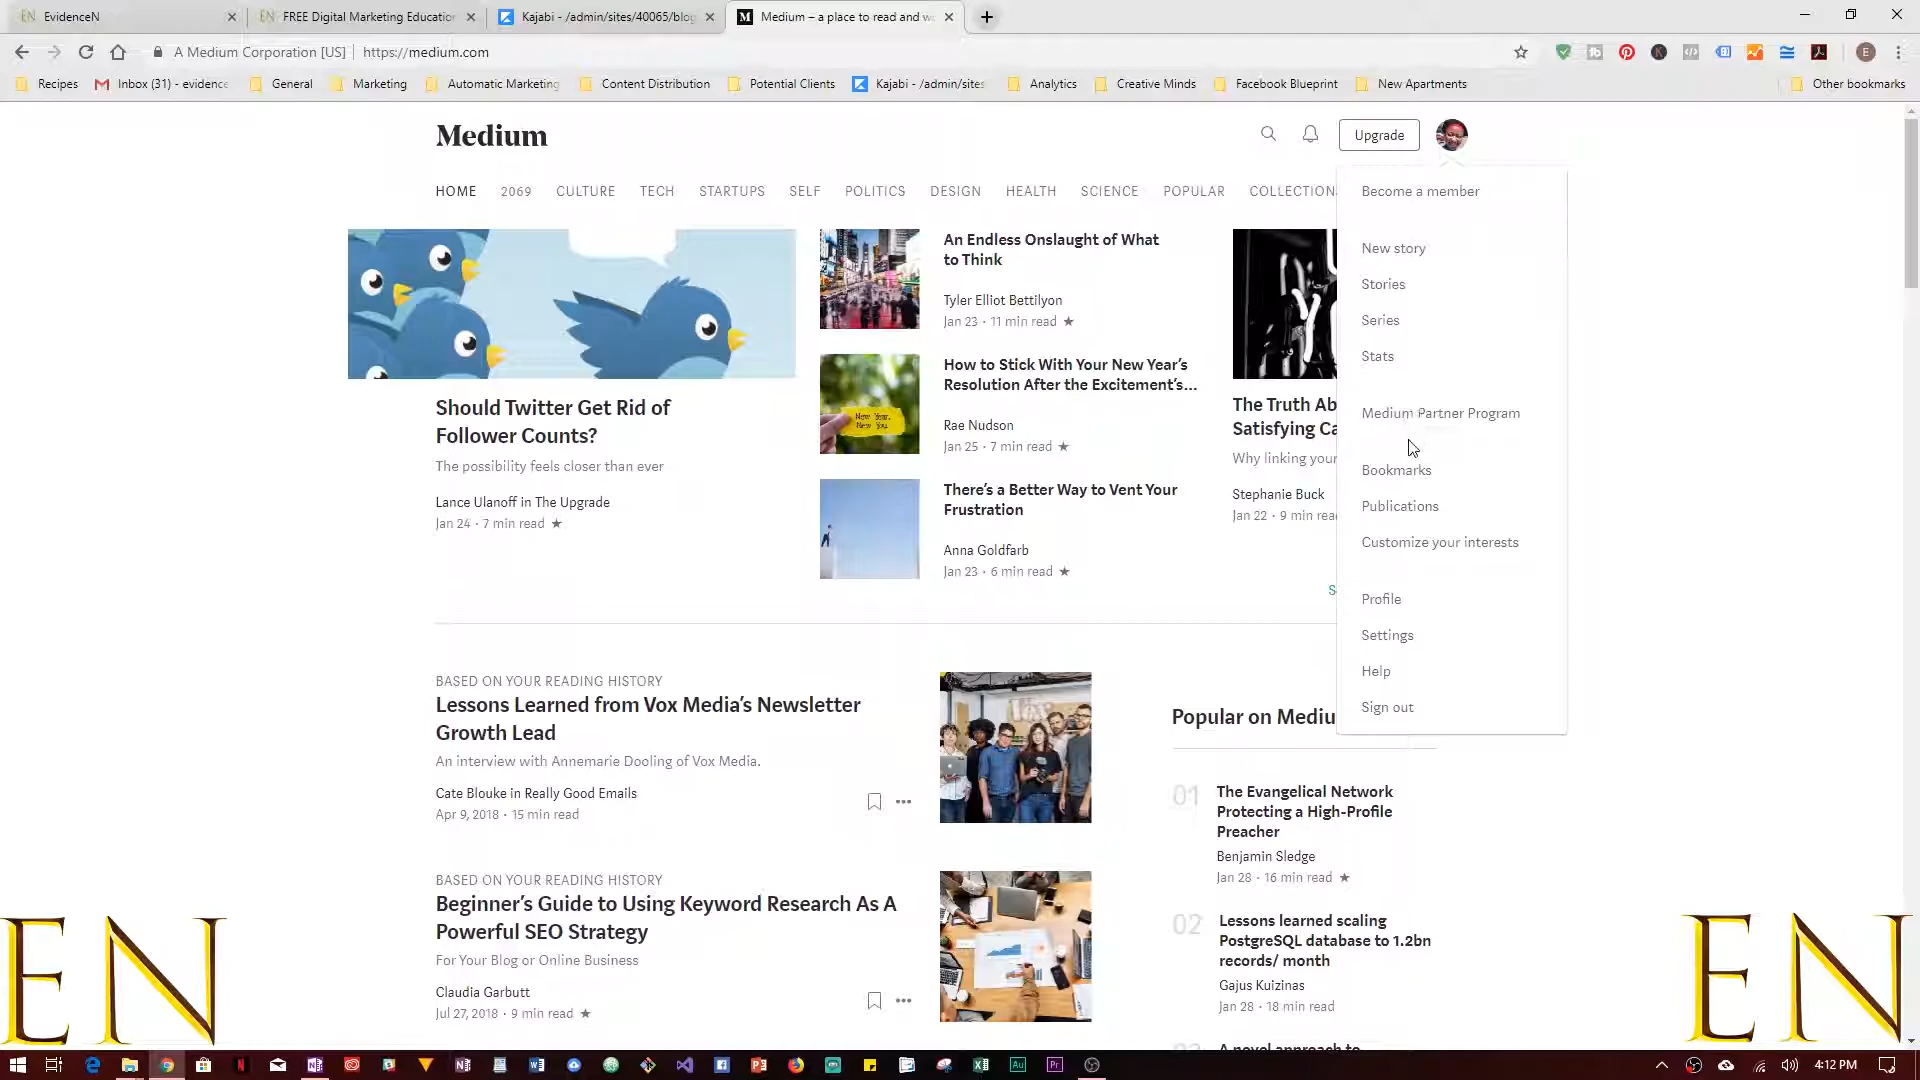 EvidenceN
FREE Digital Marketing Education
Kajabi - /admin/sites/40065/blog
Medium – a place to read and w
A Medium Corporation [US]
https://medium.com
Recipes
Inbox (31) - evidence
General
Marketing
Automatic Marketing
Content Distribution
Potential Clients
Kajabi - /admin/sites
Analytics
Creative Minds
Facebook Blueprint
New Apartments
Other bookmarks
Medium
Upgrade
HOME 2069 CULTURE TECH STARTUPS SELF POLITICS DESIGN HEALTH SCIENCE POPULAR COLLECTION
Should Twitter Get Rid of
Follower Counts?
The possibility feels closer than ever
Lance Ulanoff in The Upgrade
Jan 24 · 7 min read ★
An Endless Onslaught of What
to Think
Tyler Elliot Bettilyon
Jan 23 · 11 min read ★
New Year,
New You
How to Stick With Your New Year’s
Resolution After the Excitement’s...
Rae Nudson
Jan 25 · 7 min read ★
There’s a Better Way to Vent Your
Frustration
Anna Goldfarb
Jan 23 · 6 min read ★
The Truth Ab
Satisfying Ca
Why linking your
Stephanie Buck
Jan 22 · 9 min read
S
Become a member
New story
Stories
Series
Stats
Medium Partner Program
Bookmarks
Publications
Customize your interests
Profile
Settings
Help
Sign out
BASED ON YOUR READING HISTORY
Lessons Learned from Vox Media’s Newsletter
Growth Lead
An interview with Annemarie Dooling of Vox Media.
Cate Blouke in Really Good Emails
Apr 9, 2018 · 15 min read
BASED ON YOUR READING HISTORY
Beginner’s Guide to Using Keyword Research As A
Powerful SEO Strategy
For Your Blog or Online Business
Claudia Garbutt
Jul 27, 2018 · 9 min read ★
Popular on Mediu
01
The Evangelical Network
Protecting a High-Profile
Preacher
Benjamin Sledge
Jan 28 · 16 min read ★
02
Lessons learned scaling
PostgreSQL database to 1.2bn
records/ month
Gajus Kuizinas
Jan 28 · 18 min read
A novel approach to
EN
EN
4:12 PM